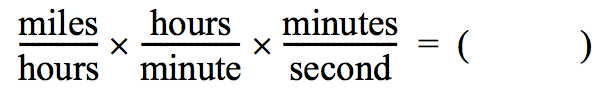 miles/hours × hours/minute × minutes/second = ( )